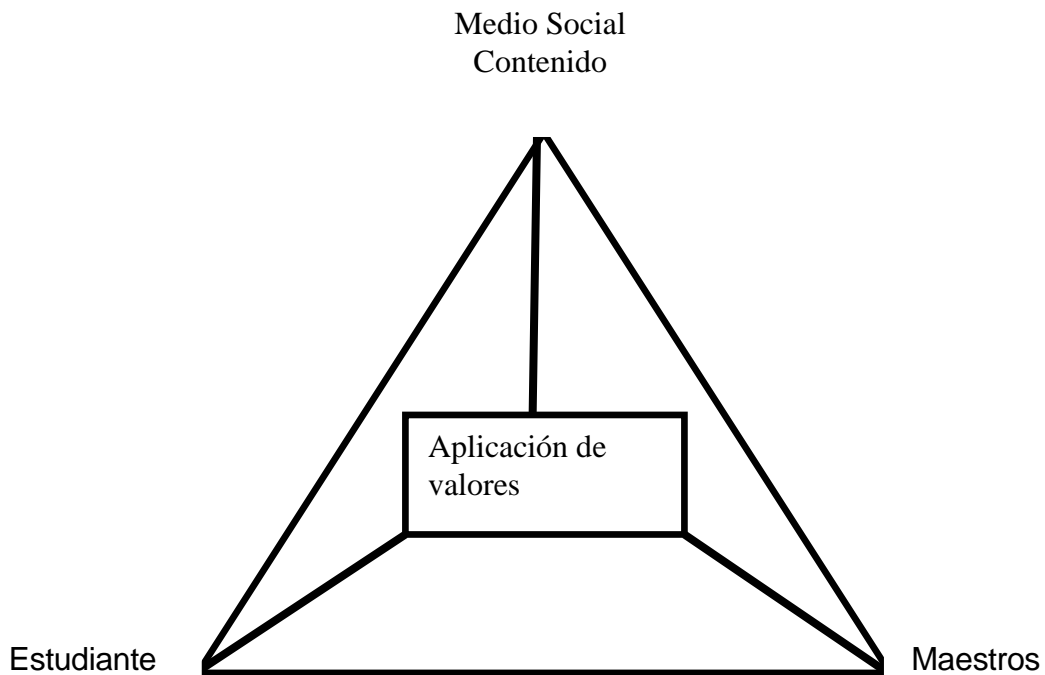 Medio Social
Contenido
Aplicación de
valores
Estudiante
Maestros